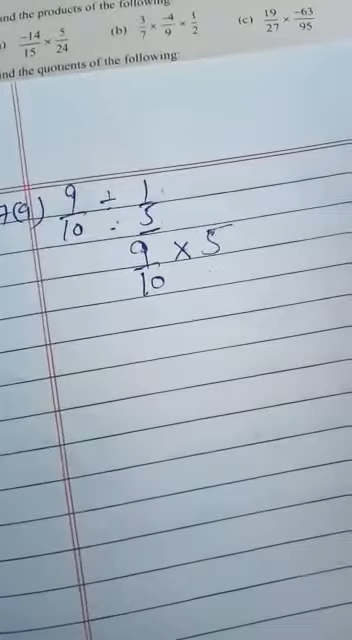 and the products of the following
) -14/15 × 5/24 (b) 3/7 × -4/9 × 1/2 (c) 19/27 × -63/95
nd the quotients of the following:
7(a) 9/10 ÷ 1/5
9/10 × 5